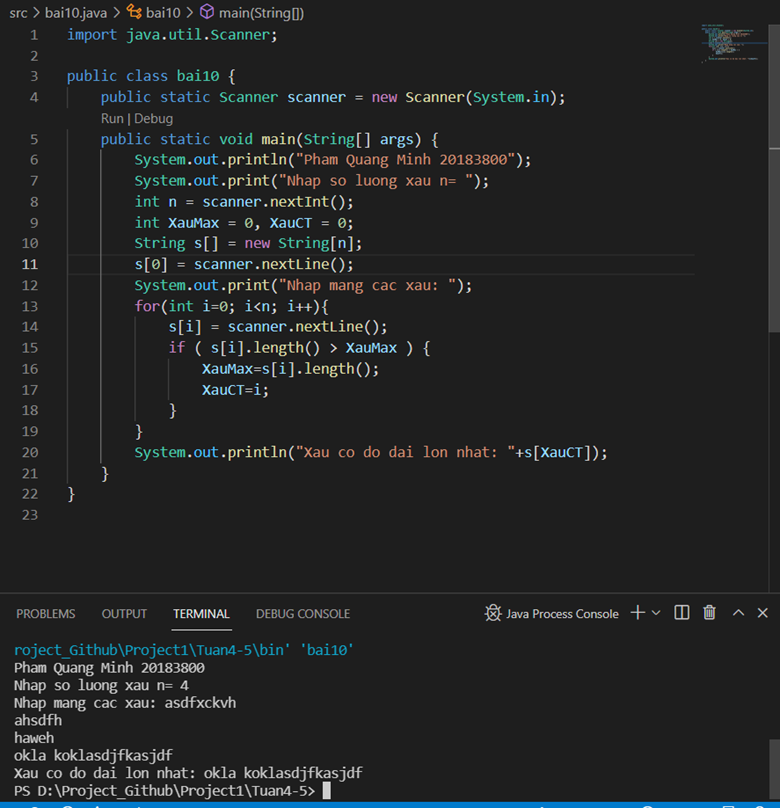 src > bai10.java > bai10 > main(String[])
1 import java.util.Scanner;
2
3 public class bai10 {
4 public static Scanner scanner = new Scanner(System.in);
Run | Debug
5 public static void main(String[] args) {
6 System.out.println("Pham Quang Minh 20183800");
7 System.out.print("Nhap so luong xau n= ");
8 int n = scanner.nextInt();
9 int XauMax = 0, XauCT = 0;
10 String s[] = new String[n];
11 s[0] = scanner.nextLine();
12 System.out.print("Nhap mang cac xau: ");
13 for(int i=0; i<n; i++){
14 s[i] = scanner.nextLine();
15 if ( s[i].length() > XauMax ) {
16 XauMax=s[i].length();
17 XauCT=i;
18 }
19 }
20 System.out.println("Xau co do dai lon nhat: "+s[XauCT]);
21 }
22 }
23
PROBLEMS OUTPUT TERMINAL DEBUG CONSOLE Java Process Console
roject_Github\Project1\Tuan4-5\bin' 'bai10'
Pham Quang Minh 20183800
Nhap so luong xau n= 4
Nhap mang cac xau: asdfxckvh
ahsdfh
haweh
okla koklasdjfkasjdf
Xau co do dai lon nhat: okla koklasdjfkasjdf
PS D:\Project_Github\Project1\Tuan4-5>